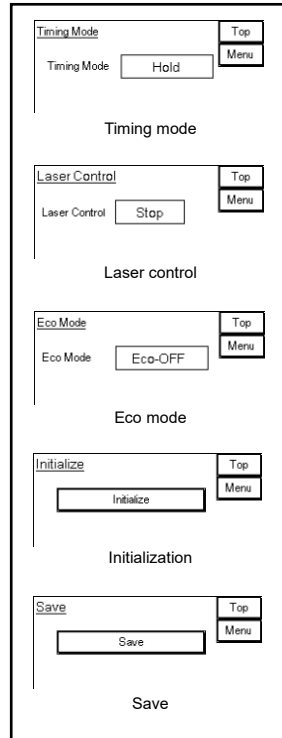 Timing Mode Top
Menu
Timing Mode Hold
Timing mode
Laser Control Top
Menu
Laser Control Stop
Laser control
Eco Mode Top
Menu
Eco Mode Eco-OFF
Eco mode
Initialize Top
Menu
Initialize
Initialization
Save Top
Menu
Save
Save